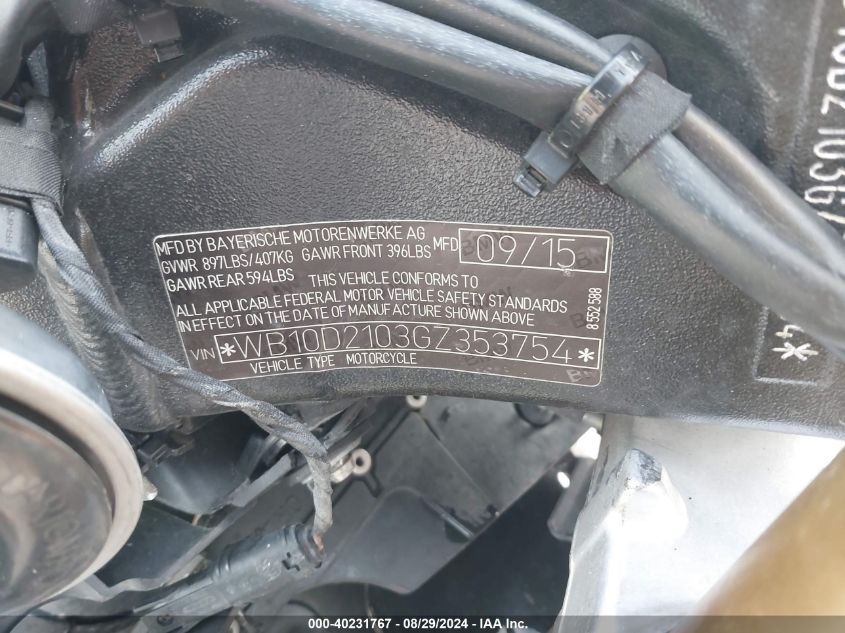 MFD BY BAYERISCHE MOTORENWERKE AG
GVWR 897LBS/407KG GAWR FRONT 396LBS MFD 09/15
GAWR REAR 594LBS THIS VEHICLE CONFORMS TO
ALL APPLICABLE FEDERAL MOTOR VEHICLE SAFETY STANDARDS
IN EFFECT ON THE DATE OF MANUFACTURE SHOWN ABOVE
VIN *WB10D2103GZ353754*
VEHICLE TYPE MOTORCYCLE
8 552 588
000-40231767 - 08/29/2024 - IAA Inc.